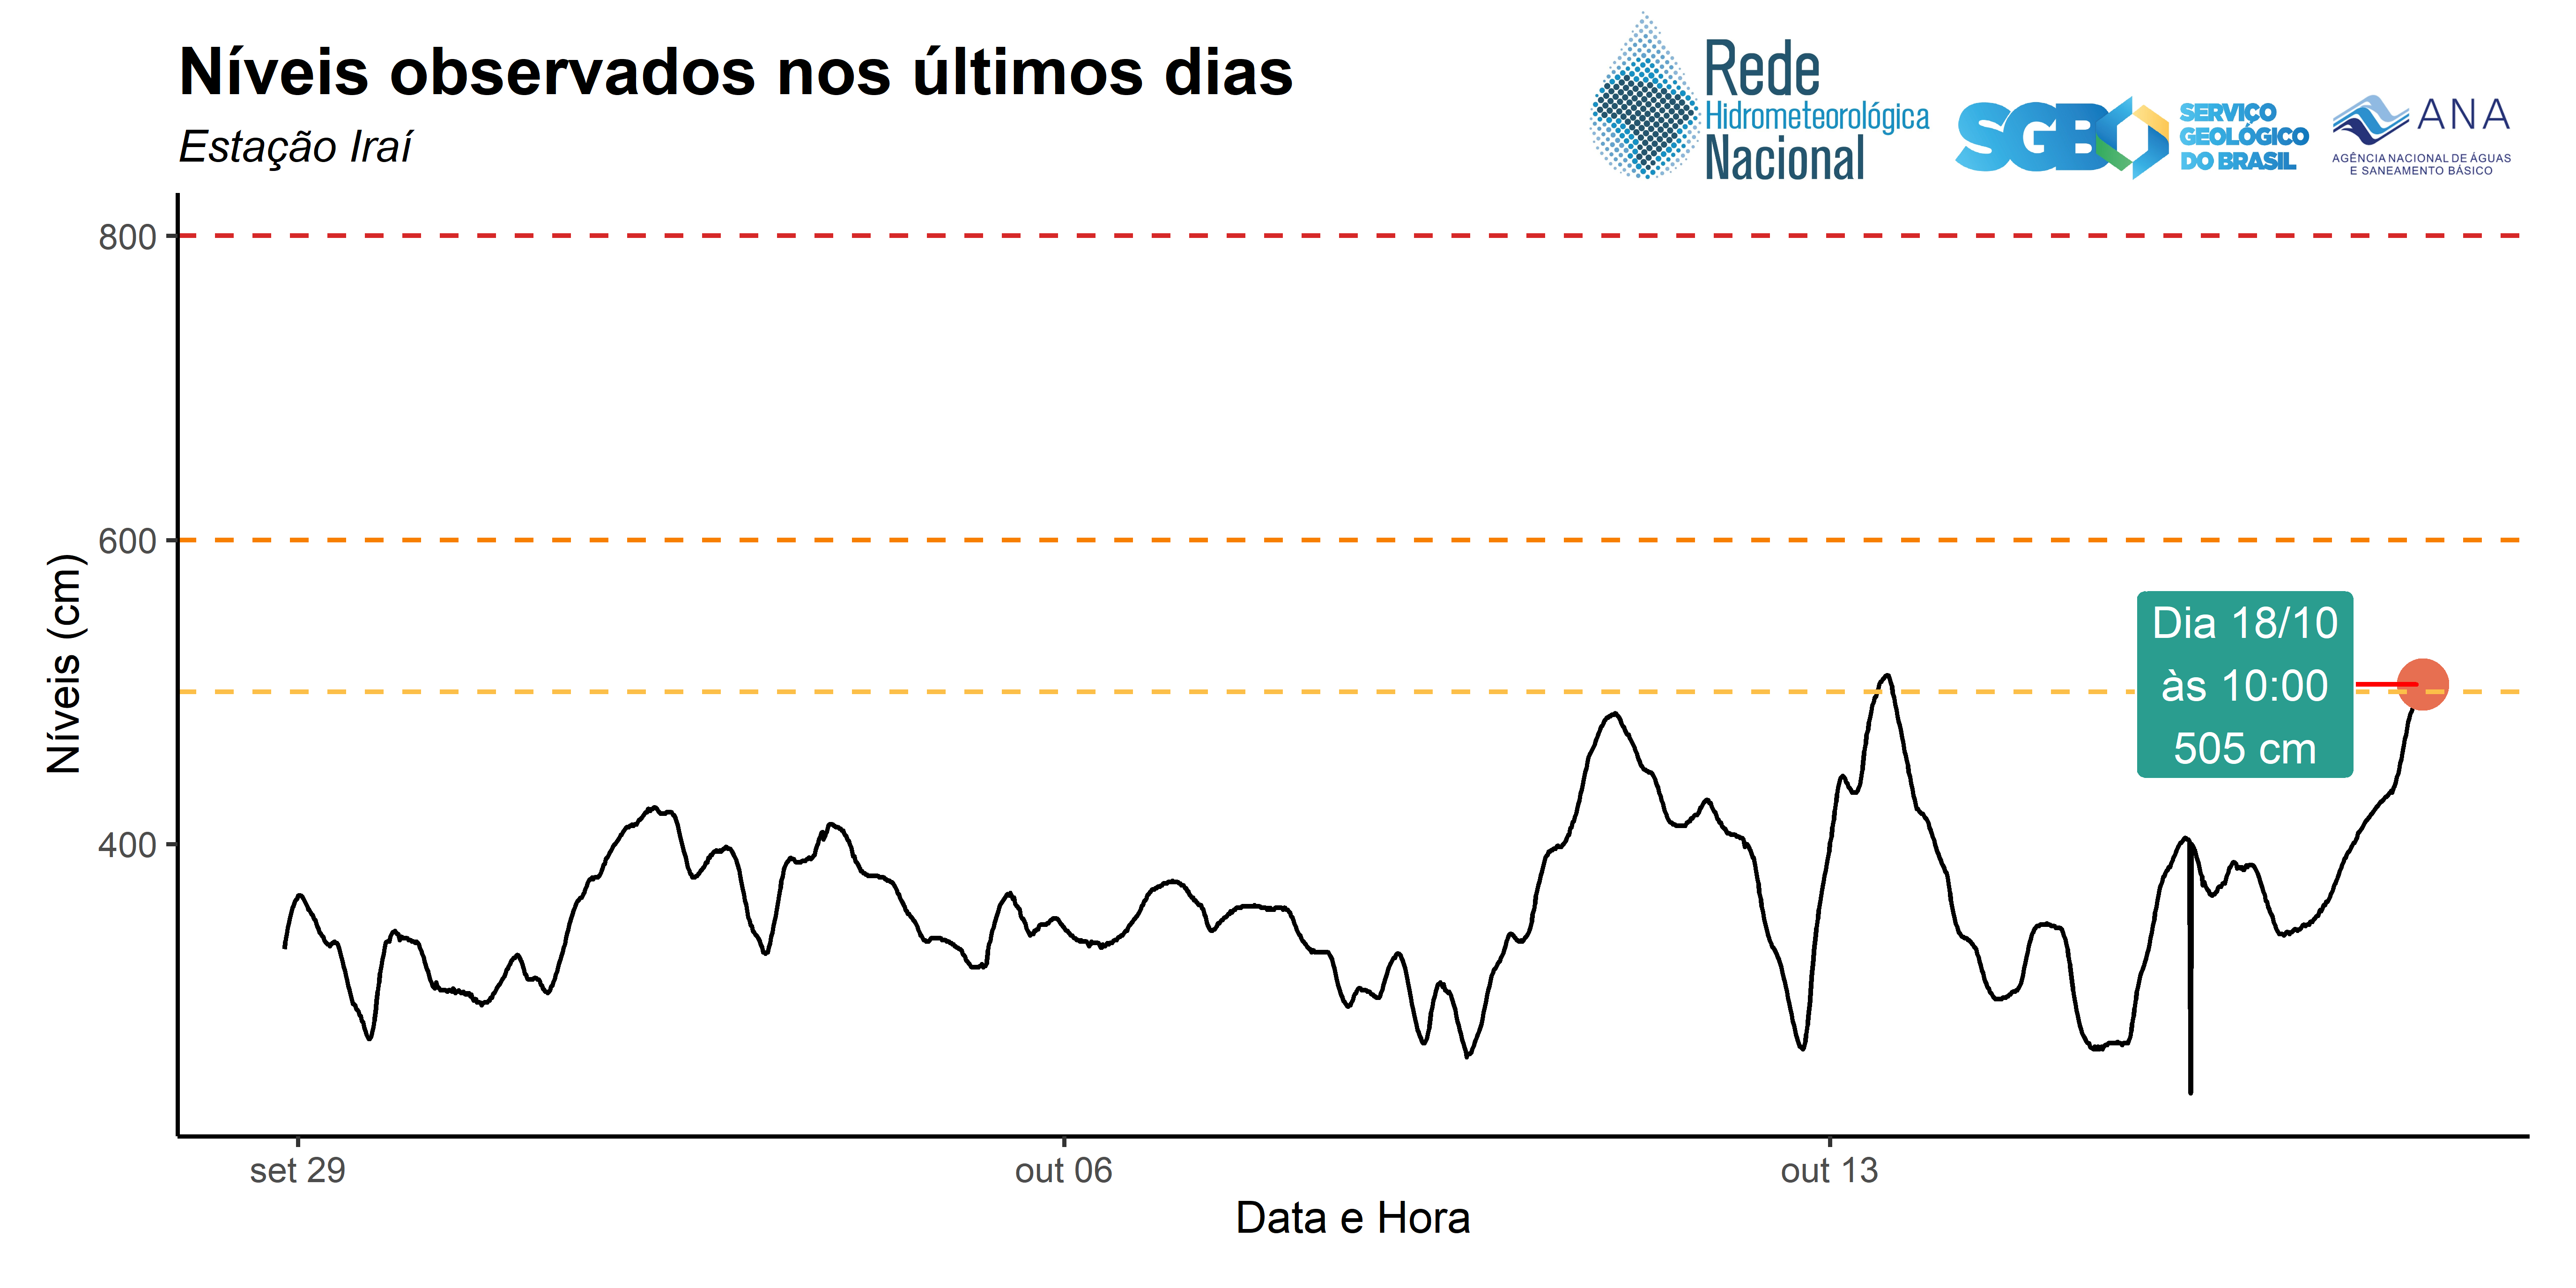 Níveis observados nos últimos dias
Estação Iraí
Rede
Hidrometeorológica
Nacional
SGB
SERVIÇO
GEOLÓGICO
DO BRASIL
ANA
AGÊNCIA NACIONAL DE ÁGUAS
E SANEAMENTO BÁSICO
Níveis (cm)
800
600
400
Dia 18/10
às 10:00
505 cm
set 29
out 06
out 13
Data e Hora